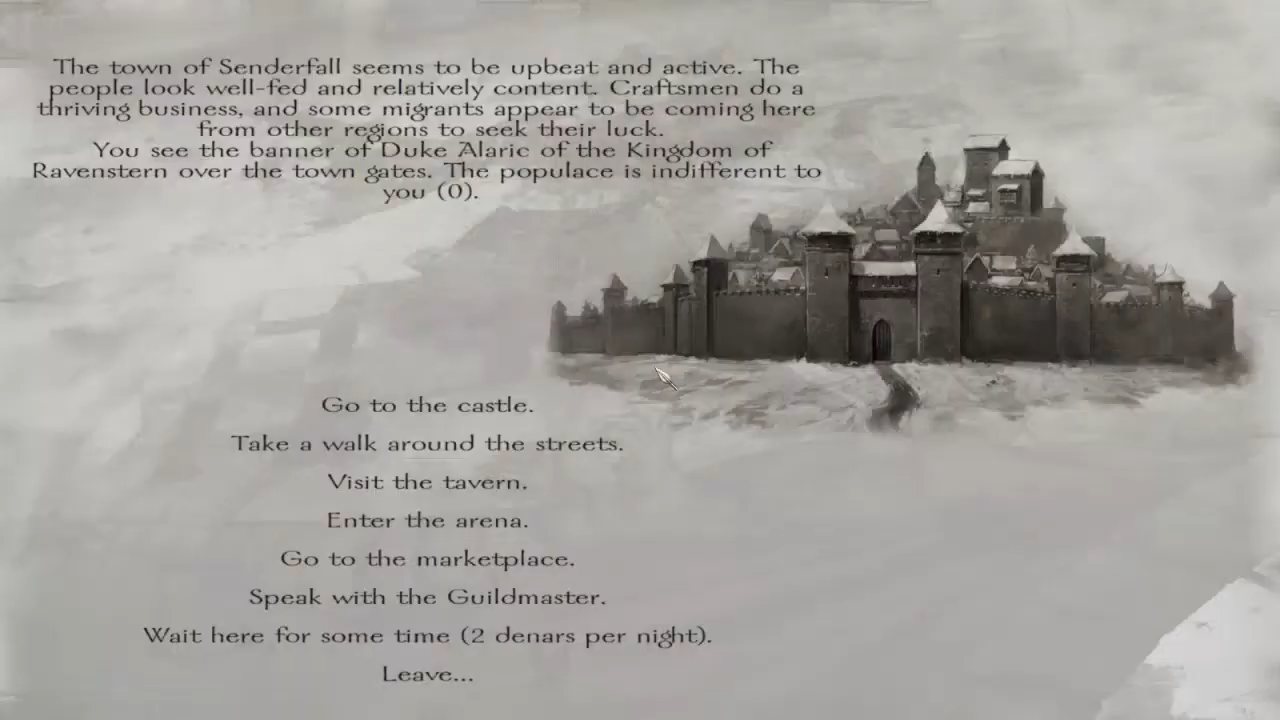 The town of Senderfall seems to be upbeat and active. The
people look well-fed and relatively content. Craftsmen do a
thriving business, and some migrants appear to be coming here
from other regions to seek their luck.
You see the banner of Duke Alaric of the Kingdom of
Ravenstern over the town gates. The populace is indifferent to
you (0).
Go to the castle.
Take a walk around the streets.
Visit the tavern.
Enter the arena.
Go to the marketplace.
Speak with the Guildmaster.
Wait here for some time (2 denars per night).
Leave...